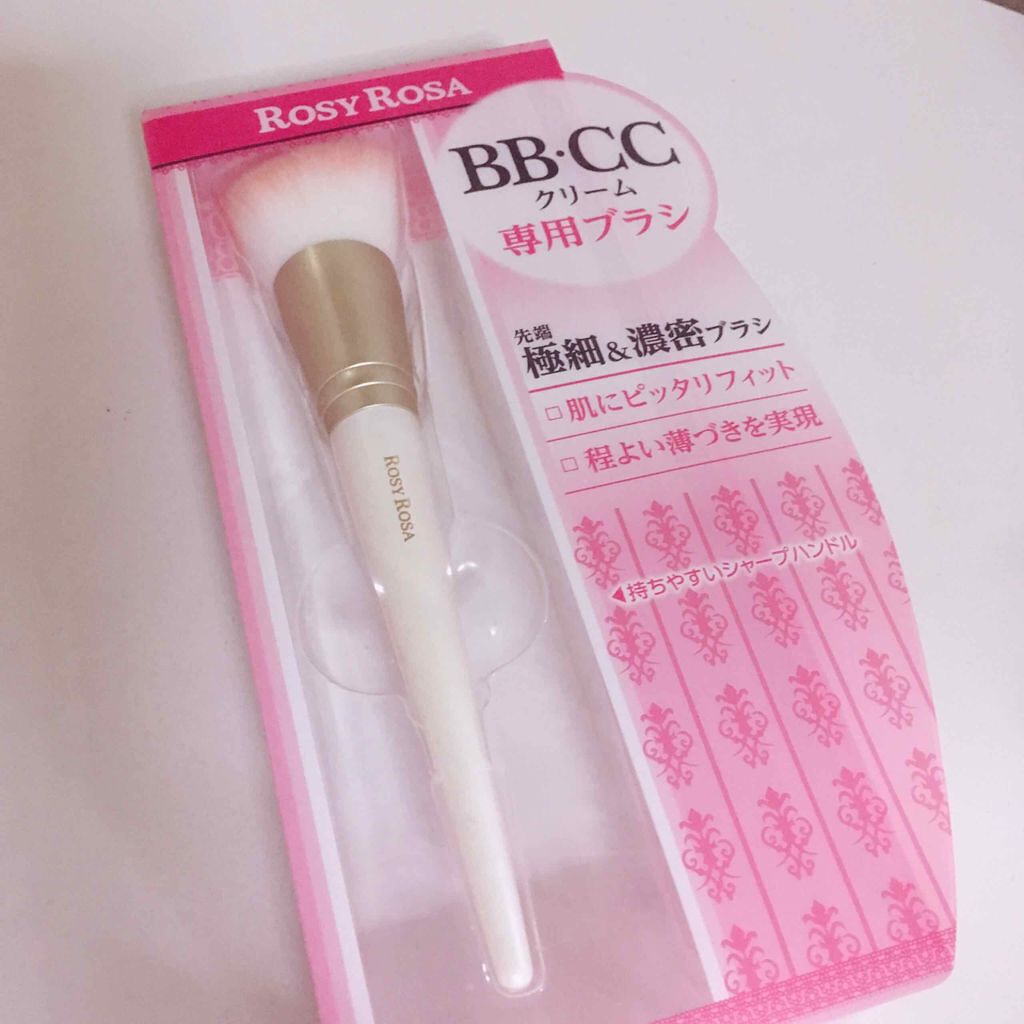 ROSY ROSA
BB・CC
クリーム
専用ブラシ
先端
極細&濃密ブラシ
□ 肌にピッタリフィット
□ 程よい薄づきを実現
◀持ちやすいシャープハンドル
ROSY ROSA